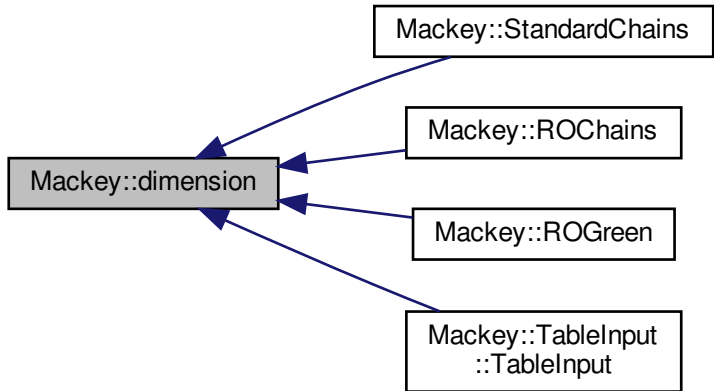 Mackey::StandardChains
Mackey::ROChains
Mackey::dimension
Mackey::ROGreen
Mackey::TableInput
::TableInput